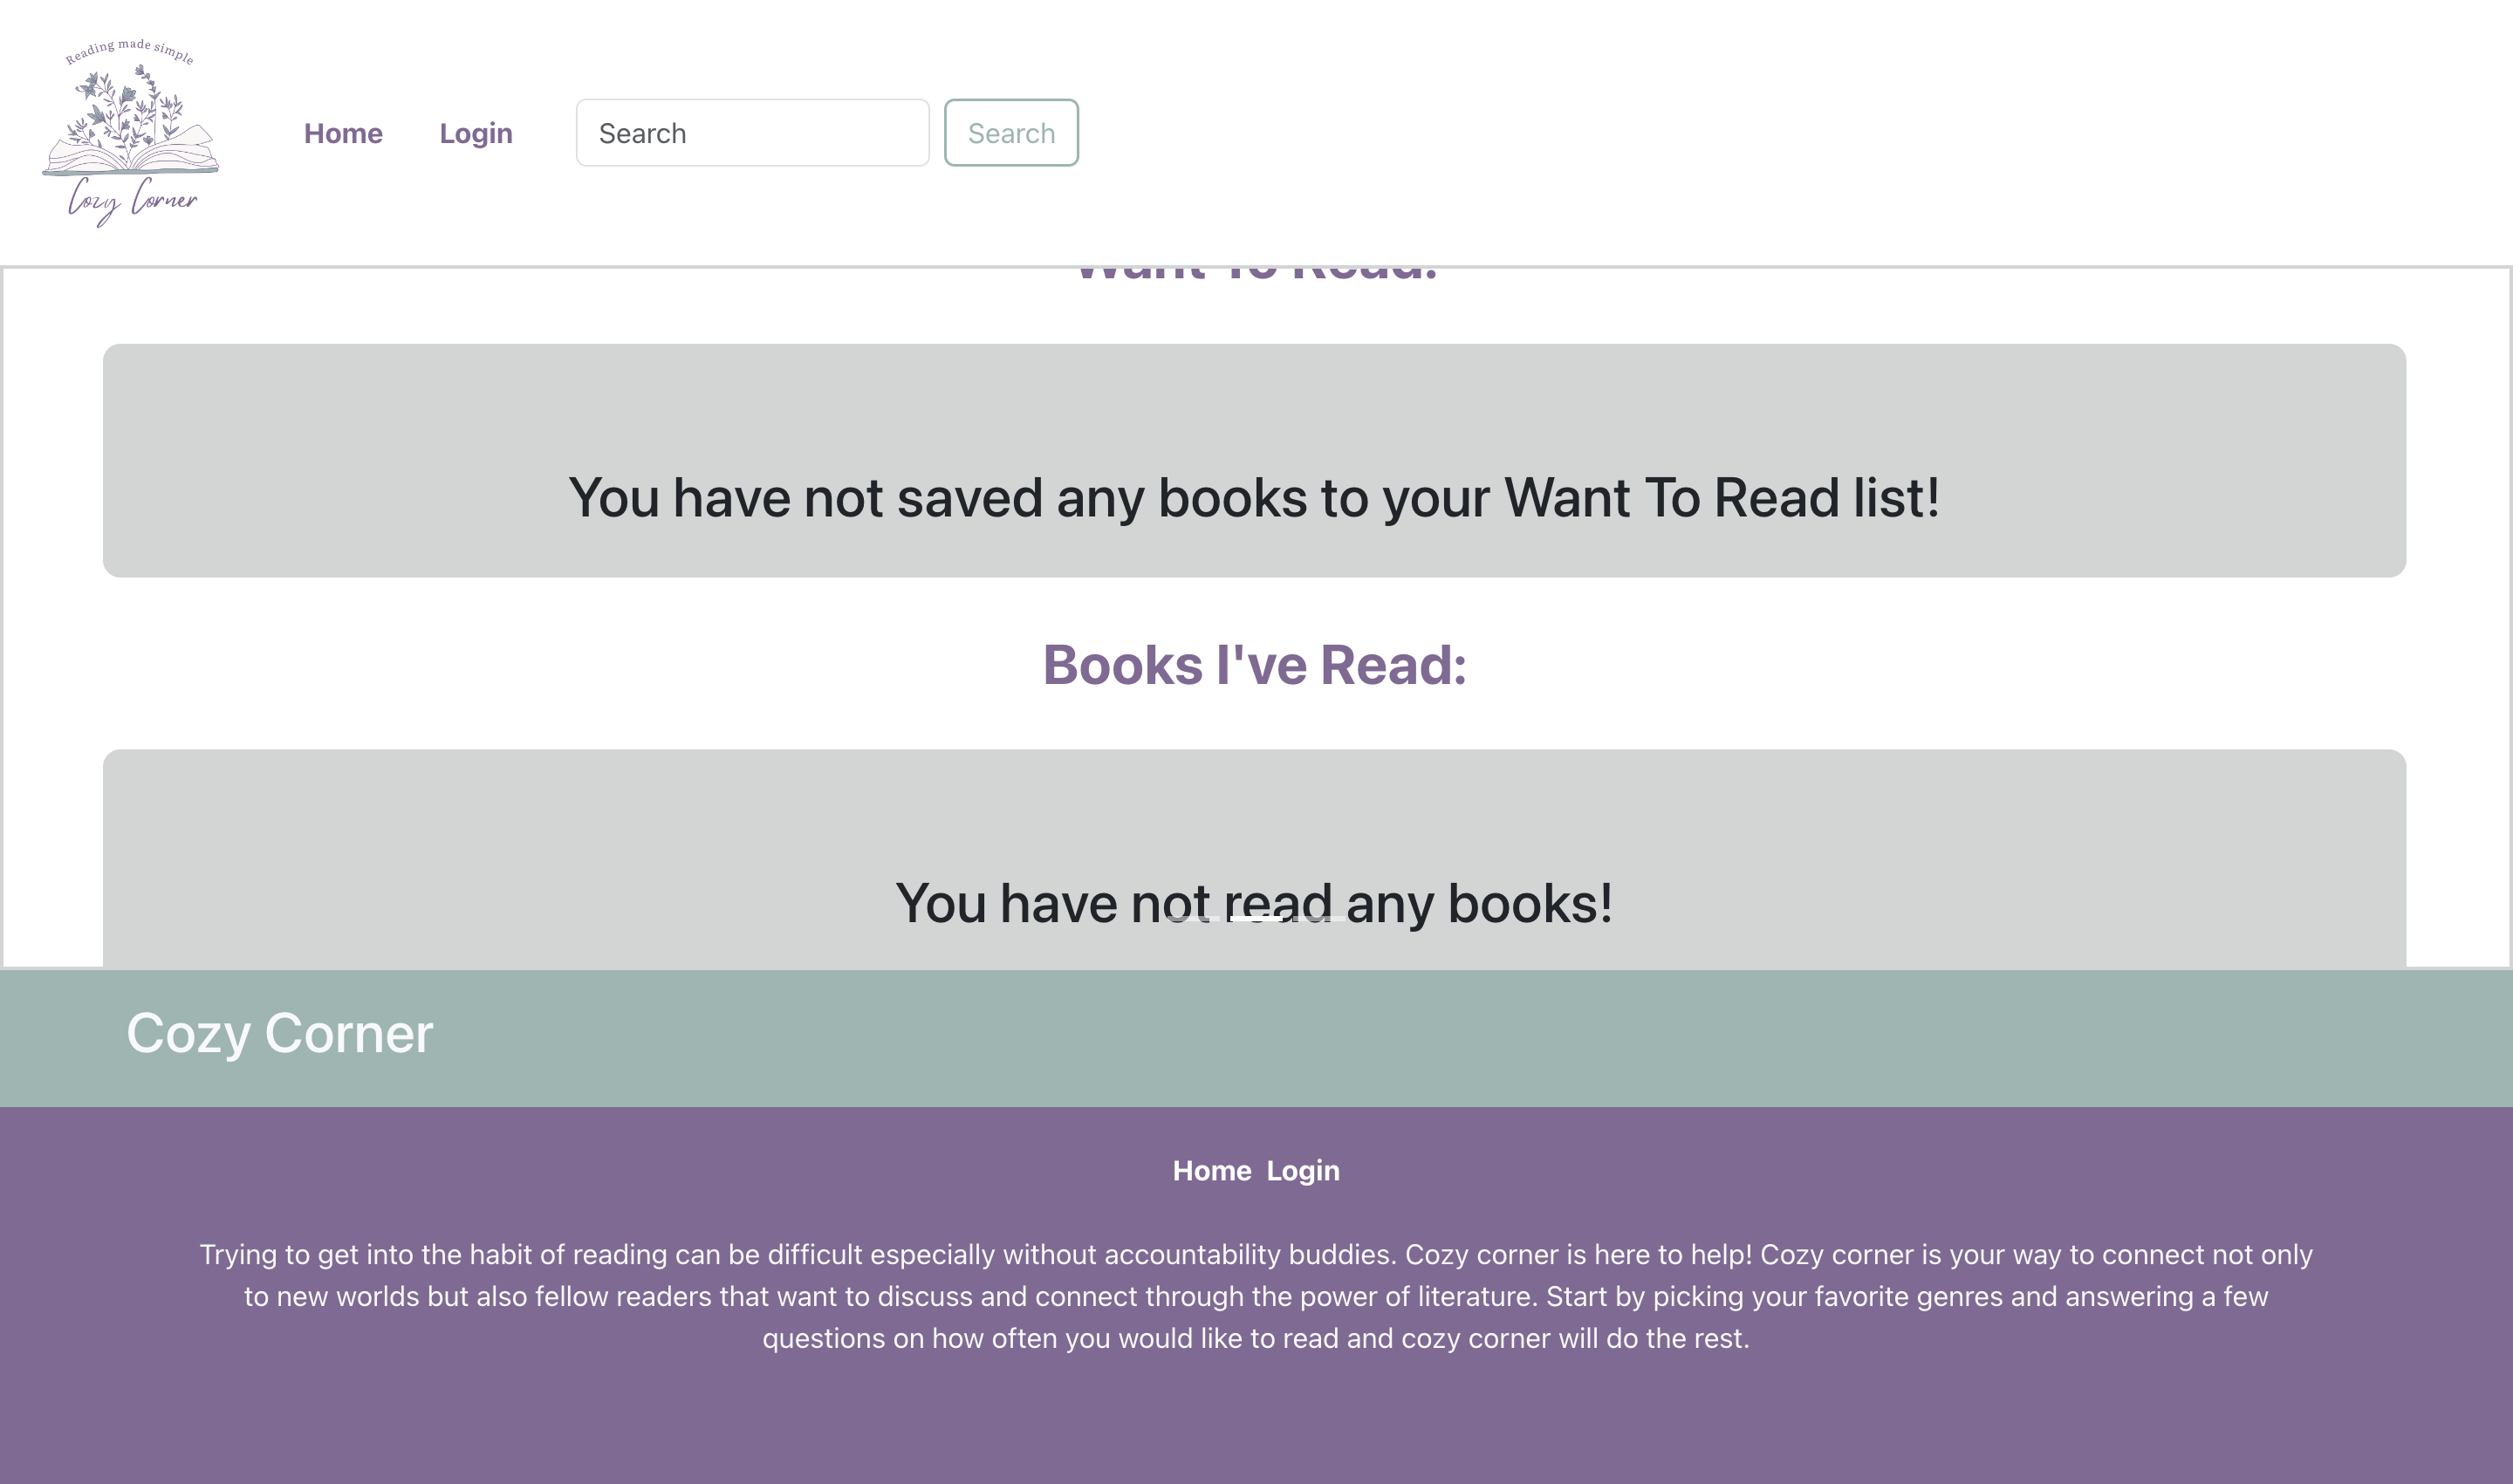 Reading made simple
Cozy Corner
Home Login Search Search
Want To Read:
You have not saved any books to your Want To Read list!
Books I've Read:
You have not read any books!
Cozy Corner
Home Login
Trying to get into the habit of reading can be difficult especially without accountability buddies. Cozy corner is here to help! Cozy corner is your way to connect not only
to new worlds but also fellow readers that want to discuss and connect through the power of literature. Start by picking your favorite genres and answering a few
questions on how often you would like to read and cozy corner will do the rest.